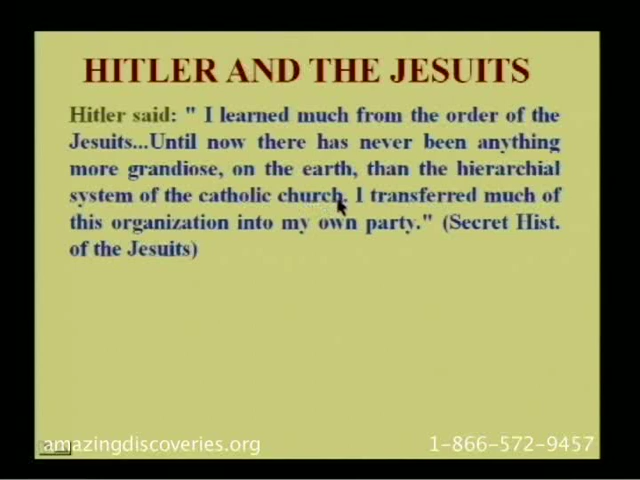 HITLER AND THE JESUITS
Hitler said: " I learned much from the order of the
Jesuits...Until now there has never been anything
more grandiose, on the earth, than the hierarchial
system of the catholic church. I transferred much of
this organization into my own party." (Secret Hist.
of the Jesuits)
amazingdiscoveries.org
1-866-572-9457